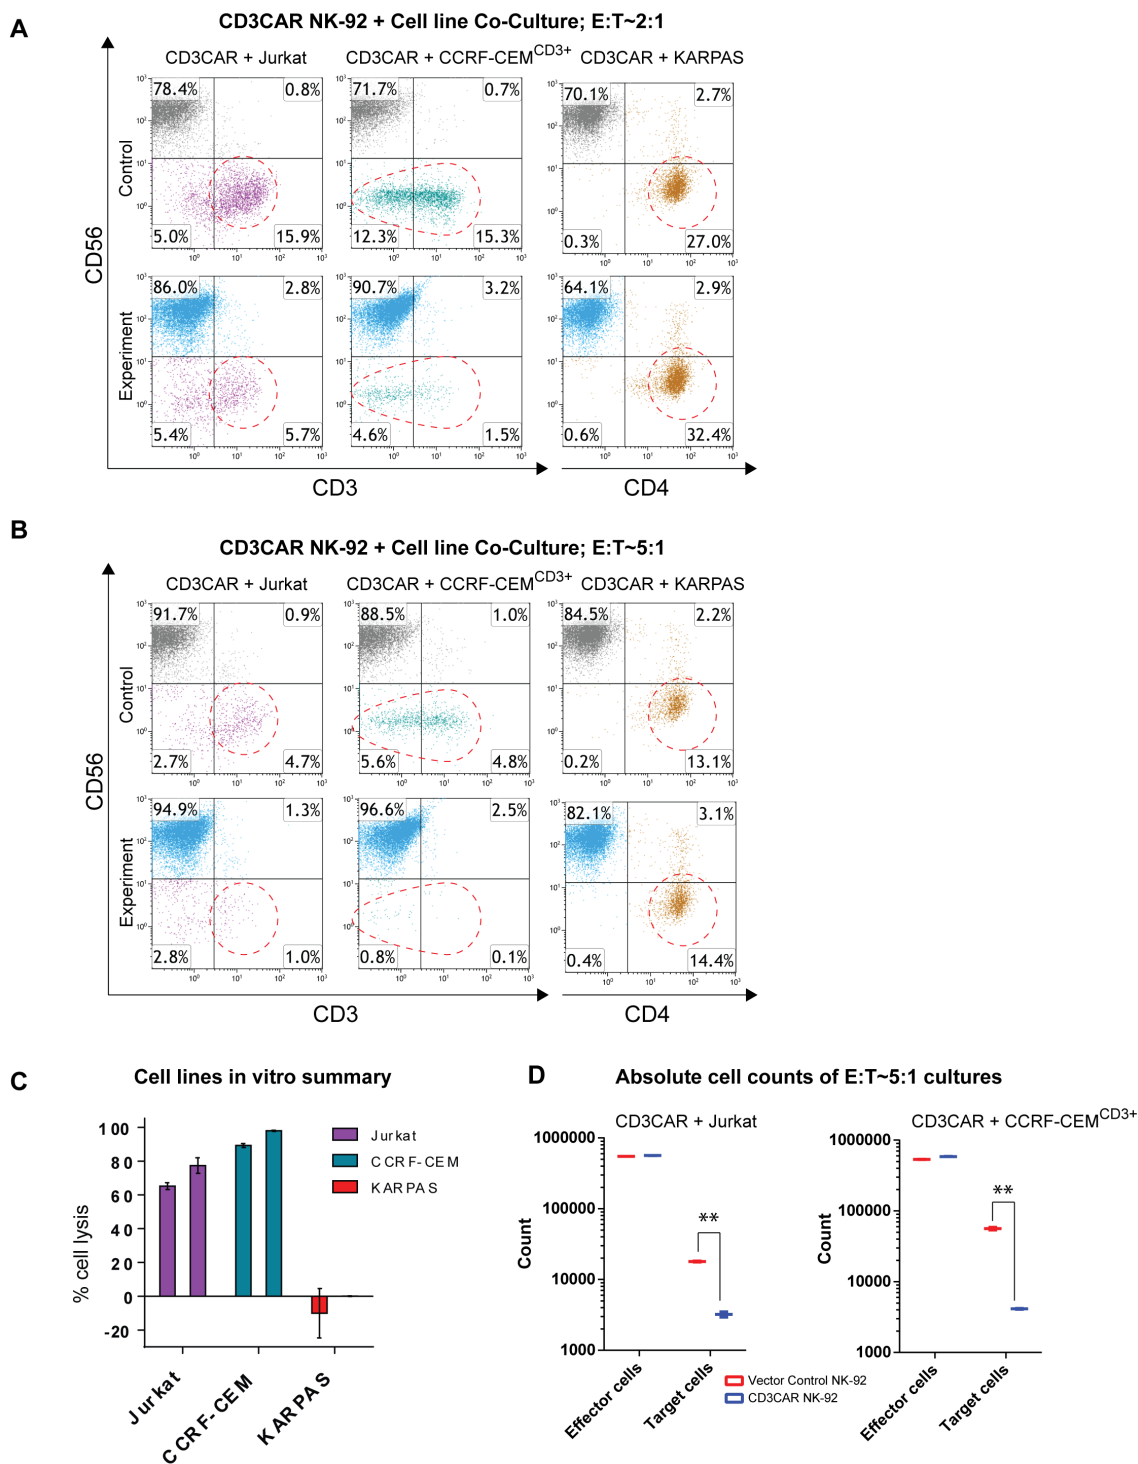 A
CD3CAR NK-92 + Cell line Co-Culture; E:T~2:1
CD3CAR + Jurkat
CD3CAR + CCRF-CEM^CD3+
CD3CAR + KARPAS
CD56
Control
78.4% 0.8%
5.0% 15.9%
71.7% 0.7%
12.3% 15.3%
70.1% 2.7%
0.3% 27.0%
Experiment
86.0% 2.8%
5.4% 5.7%
90.7% 3.2%
4.6% 1.5%
64.1% 2.9%
0.6% 32.4%
CD3
CD4
B
CD3CAR NK-92 + Cell line Co-Culture; E:T~5:1
CD3CAR + Jurkat
CD3CAR + CCRF-CEM^CD3+
CD3CAR + KARPAS
CD56
Control
91.7% 0.9%
2.7% 4.7%
88.5% 1.0%
5.6% 4.8%
84.5% 2.2%
0.2% 13.1%
Experiment
94.9% 1.3%
2.8% 1.0%
96.6% 2.5%
0.8% 0.1%
82.1% 3.1%
0.4% 14.4%
CD3
CD4
C
Cell lines in vitro summary
% cell lysis
100
80
60
40
20
0
-20
Jurkat
CCRF-CEM
KARPAS
Jurkat
CCRF-CEM
KARPAS
D
Absolute cell counts of E:T~5:1 cultures
CD3CAR + Jurkat
Count
1000000
100000
10000
1000
**
Effector cells
Target cells
CD3CAR + CCRF-CEM^CD3+
Count
1000000
100000
10000
1000
**
Effector cells
Target cells
Vector Control NK-92
CD3CAR NK-92